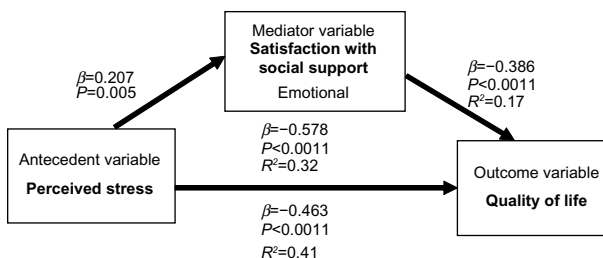 Mediator variable
Satisfaction with
social support
Emotional
β=0.207
P=0.005
β=−0.386
P<0.0011
R²=0.17
β=−0.578
P<0.0011
R²=0.32
Antecedent variable
Perceived stress
Outcome variable
Quality of life
β=−0.463
P<0.0011
R²=0.41